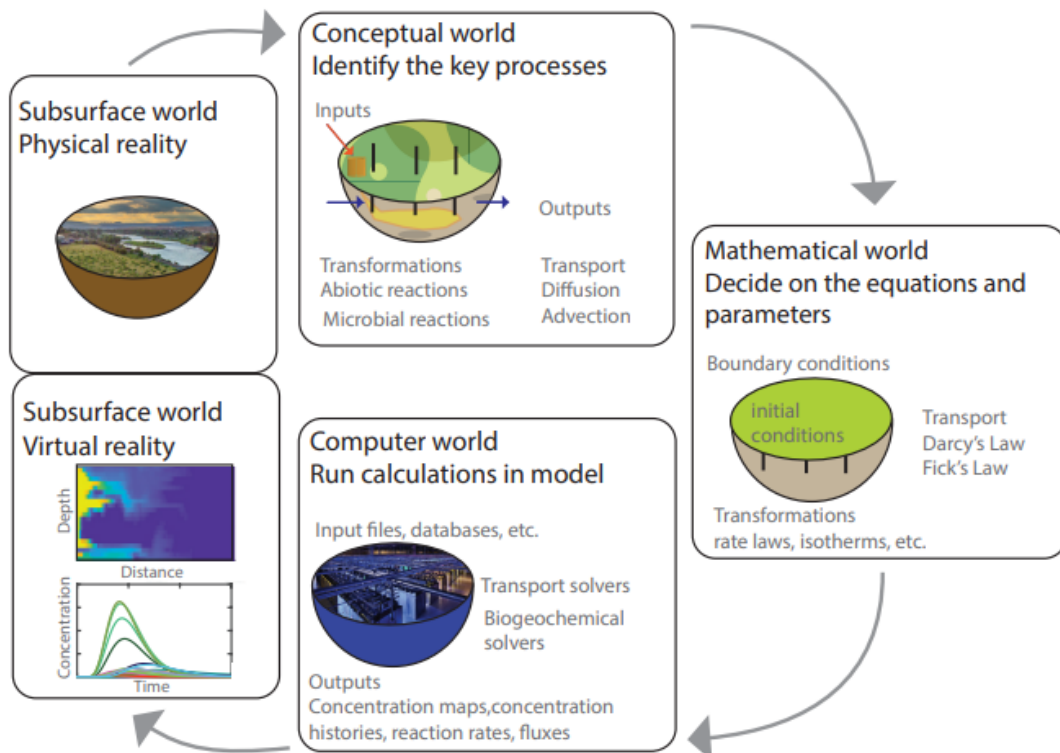 Conceptual world
Identify the key processes
Inputs
Outputs
Transformations
Abiotic reactions
Microbial reactions
Transport
Diffusion
Advection
Subsurface world
Physical reality
Mathematical world
Decide on the equations and
parameters
Boundary conditions
initial
conditions
Transport
Darcy's Law
Fick's Law
Transformations
rate laws, isotherms, etc.
Computer world
Run calculations in model
Input files, databases, etc.
Transport solvers
Biogeochemical
solvers
Outputs
Concentration maps,concentration
histories, reaction rates, fluxes
Subsurface world
Virtual reality
Depth
Distance
Concentration
Time